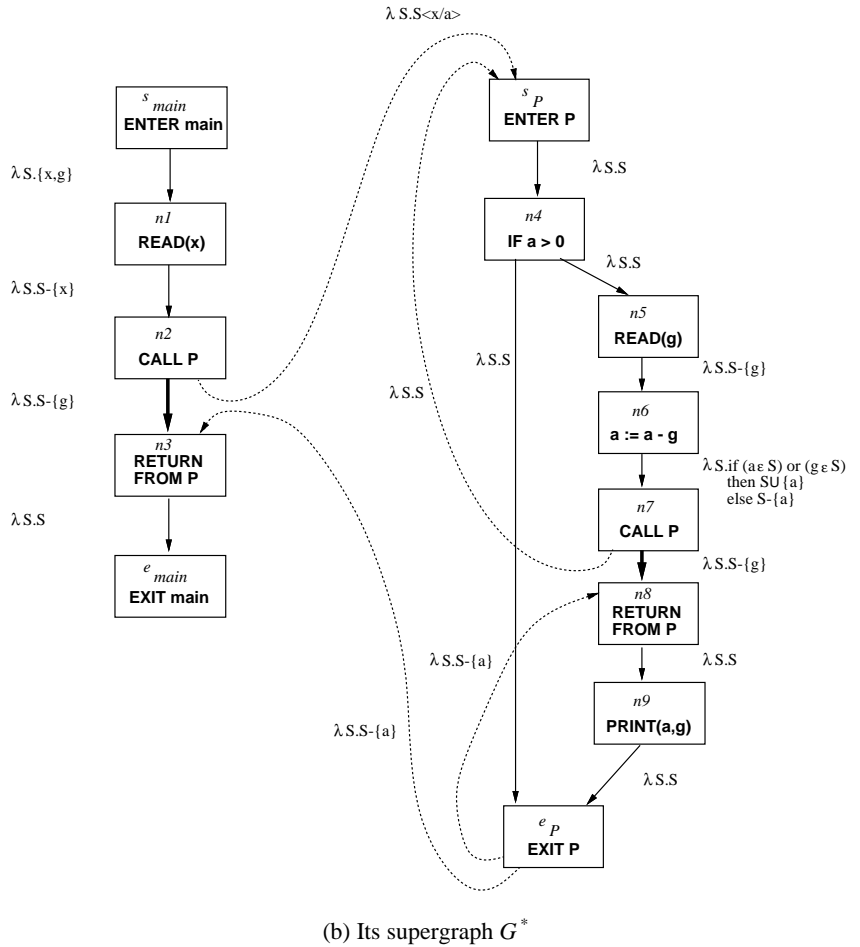 λ S.S<x/a>
s main
ENTER main
λ S.{x,g}
n1
READ(x)
λ S.S-{x}
n2
CALL P
λ S.S-{g}
n3
RETURN
FROM P
λ S.S
e main
EXIT main
s P
ENTER P
λ S.S
n4
IF a > 0
λ S.S
n5
READ(g)
λ S.S
λ S.S
λ S.S-{g}
n6
a := a - g
λ S.if (a ε S) or (g ε S)
then S∪{a}
else S-{a}
n7
CALL P
λ S.S-{g}
n8
RETURN
FROM P
λ S.S-{a}
λ S.S
n9
PRINT(a,g)
λ S.S-{a}
λ S.S
e P
EXIT P
(b) Its supergraph G*